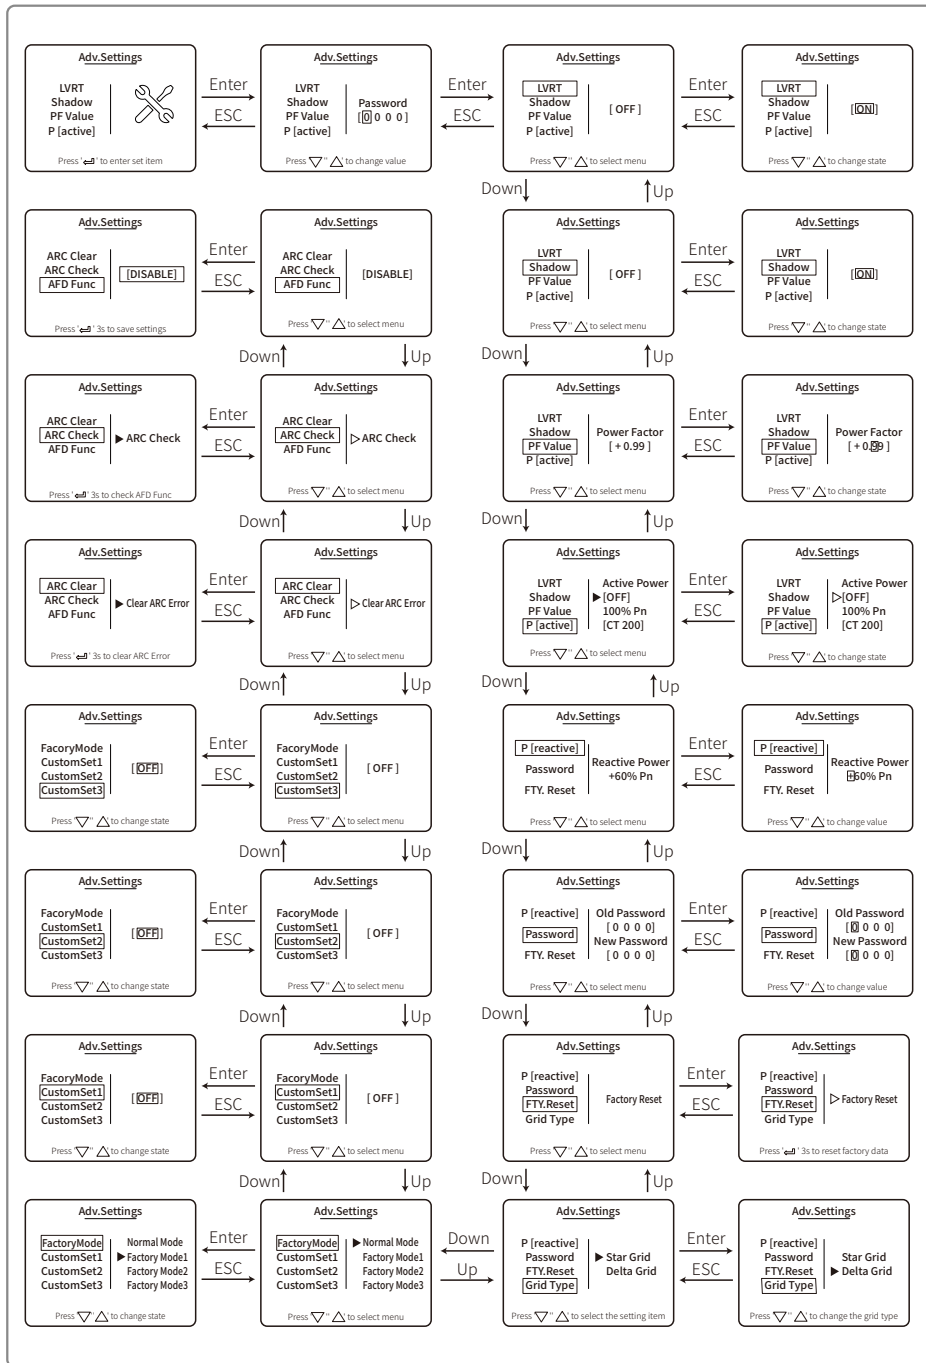 Adv.Settings
LVRT
Shadow
PF Value
P [active]
Press ' ' to enter set item
Enter
ESC
Adv.Settings
LVRT
Shadow
PF Value
P [active]
Password
[0 0 0 0]
Press ' ' ' ' to change value
Enter
ESC
Adv.Settings
LVRT
Shadow
PF Value
P [active]
[ OFF ]
Press ' ' ' ' to select menu
Enter
ESC
Adv.Settings
LVRT
Shadow
PF Value
P [active]
[ON]
Press ' ' ' ' to change state
Down
Up
Adv.Settings
ARC Clear
ARC Check
AFD Func
[DISABLE]
Press ' ' 3s to save settings
Enter
ESC
Adv.Settings
ARC Clear
ARC Check
AFD Func
[DISABLE]
Press ' ' ' ' to select menu
Adv.Settings
LVRT
Shadow
PF Value
P [active]
[ OFF ]
Press ' ' ' ' to select menu
Enter
ESC
Adv.Settings
LVRT
Shadow
PF Value
P [active]
[ON]
Press ' ' ' ' to change state
Down
Up
Down
Up
Adv.Settings
ARC Clear
ARC Check
AFD Func
▶ ARC Check
Press ' ' 3s to check AFD Func
Enter
ESC
Adv.Settings
ARC Clear
ARC Check
AFD Func
▷ ARC Check
Press ' ' ' ' to select menu
Adv.Settings
LVRT
Shadow
PF Value
P [active]
Power Factor
[ + 0.99 ]
Press ' ' ' ' to select menu
Enter
ESC
Adv.Settings
LVRT
Shadow
PF Value
P [active]
Power Factor
[ + 0.99 ]
Press ' ' ' ' to change state
Down
Up
Down
Up
Adv.Settings
ARC Clear
ARC Check
AFD Func
▶ Clear ARC Error
Press ' ' 3s to clear ARC Error
Enter
ESC
Adv.Settings
ARC Clear
ARC Check
AFD Func
▷ Clear ARC Error
Press ' ' ' ' to select menu
Adv.Settings
LVRT
Shadow
PF Value
P [active]
Active Power
▶[OFF]
100% Pn
[CT 200]
Press ' ' ' ' to select menu
Enter
ESC
Adv.Settings
LVRT
Shadow
PF Value
P [active]
Active Power
▷[OFF]
100% Pn
[CT 200]
Press ' ' ' ' to change state
Down
Up
Down
Up
Adv.Settings
FacoryMode
CustomSet1
CustomSet2
CustomSet3
[OFF]
Press ' ' ' ' to change state
Enter
ESC
Adv.Settings
FacoryMode
CustomSet1
CustomSet2
CustomSet3
[ OFF ]
Press ' ' ' ' to select menu
Adv.Settings
P [reactive]
Password
FTY. Reset
Reactive Power
+60% Pn
Press ' ' ' ' to select menu
Enter
ESC
Adv.Settings
P [reactive]
Password
FTY. Reset
Reactive Power
+60% Pn
Press ' ' ' ' to change value
Down
Up
Down
Up
Adv.Settings
FacoryMode
CustomSet1
CustomSet2
CustomSet3
[OFF]
Press ' ' ' ' to change state
Enter
ESC
Adv.Settings
FacoryMode
CustomSet1
CustomSet2
CustomSet3
[ OFF ]
Press ' ' ' ' to select menu
Adv.Settings
P [reactive]
Password
FTY. Reset
Old Password
[ 0 0 0 0 ]
New Password
[ 0 0 0 0 ]
Press ' ' ' ' to select menu
Enter
ESC
Adv.Settings
P [reactive]
Password
FTY. Reset
Old Password
[ 0 0 0 0 ]
New Password
[ 0 0 0 0 ]
Press ' ' ' ' to change value
Down
Up
Down
Up
Adv.Settings
FacoryMode
CustomSet1
CustomSet2
CustomSet3
[OFF]
Press ' ' ' ' to change state
Enter
ESC
Adv.Settings
FacoryMode
CustomSet1
CustomSet2
CustomSet3
[ OFF ]
Press ' ' ' ' to select menu
Adv.Settings
P [reactive]
Password
FTY.Reset
Grid Type
Factory Reset
Press ' ' ' ' to select menu
Enter
ESC
Adv.Settings
P [reactive]
Password
FTY.Reset
Grid Type
▷ Factory Reset
Press ' ' 3s to reset factory data
Down
Up
Down
Up
Adv.Settings
FactoryMode
CustomSet1
CustomSet2
CustomSet3
Normal Mode
▶ Factory Mode1
Factory Mode2
Factory Mode3
Press ' ' ' ' to change state
Enter
ESC
Adv.Settings
FactoryMode
CustomSet1
CustomSet2
CustomSet3
▶ Normal Mode
Factory Mode1
Factory Mode2
Factory Mode3
Press ' ' ' ' to select menu
Down
Up
Adv.Settings
P [reactive]
Password
FTY.Reset
Grid Type
▶ Star Grid
Delta Grid
Press ' ' ' ' to select the setting item
Enter
ESC
Adv.Settings
P [reactive]
Password
FTY.Reset
Grid Type
Star Grid
▶ Delta Grid
Press ' ' ' ' to change the grid type